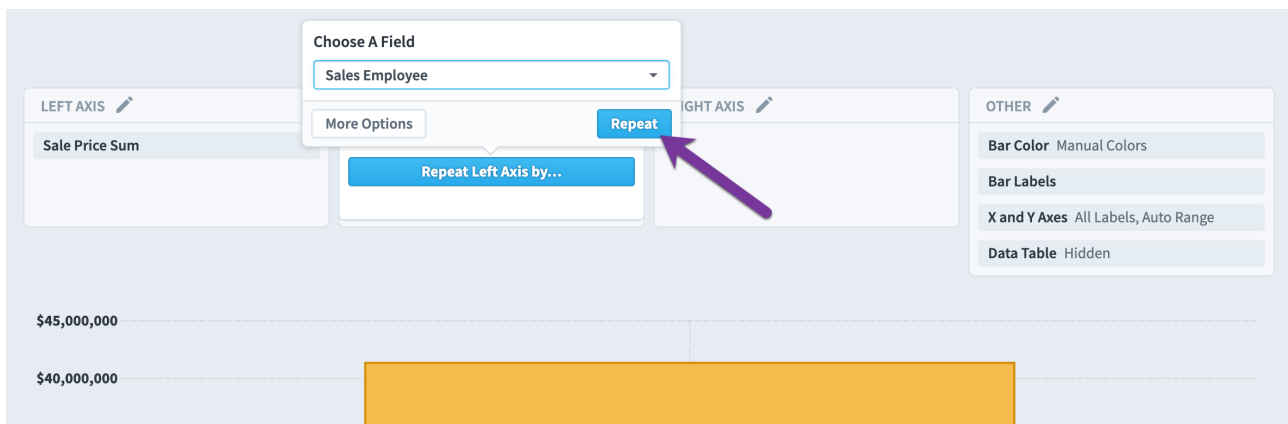 Choose A Field
Sales Employee
More Options
Repeat
LEFT AXIS
Sale Price Sum
Repeat Left Axis by...
IGHT AXIS
OTHER
Bar Color Manual Colors
Bar Labels
X and Y Axes All Labels, Auto Range
Data Table Hidden
$45,000,000
$40,000,000